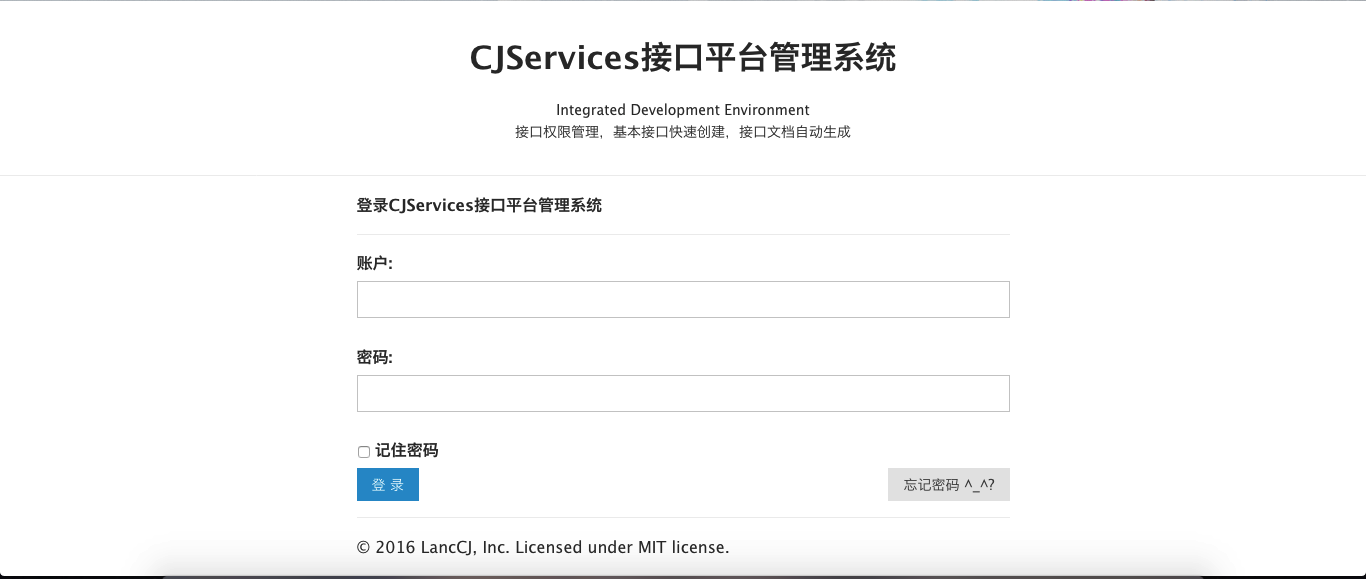 CJServices接口平台管理系统
Integrated Development Environment
接口权限管理，基本接口快速创建，接口文档自动生成
登录CJServices接口平台管理系统
账户:
密码:
记住密码
登 录
忘记密码 ^_^?
© 2016 LancCJ, Inc. Licensed under MIT license.